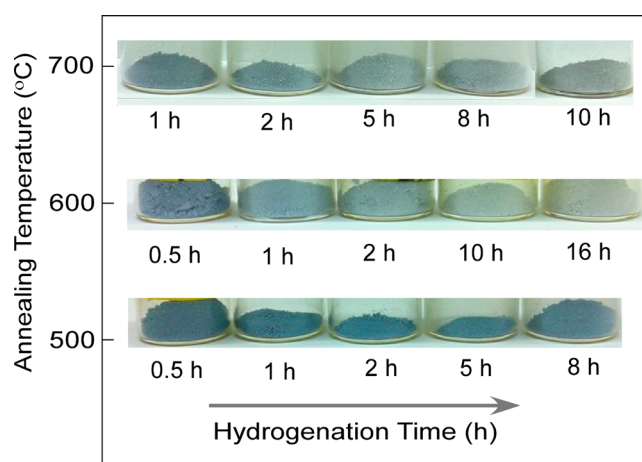 Annealing Temperature (°C)
700
1 h 2 h 5 h 8 h 10 h
600
0.5 h 1 h 2 h 10 h 16 h
500
0.5 h 1 h 2 h 5 h 8 h
Hydrogenation Time (h)